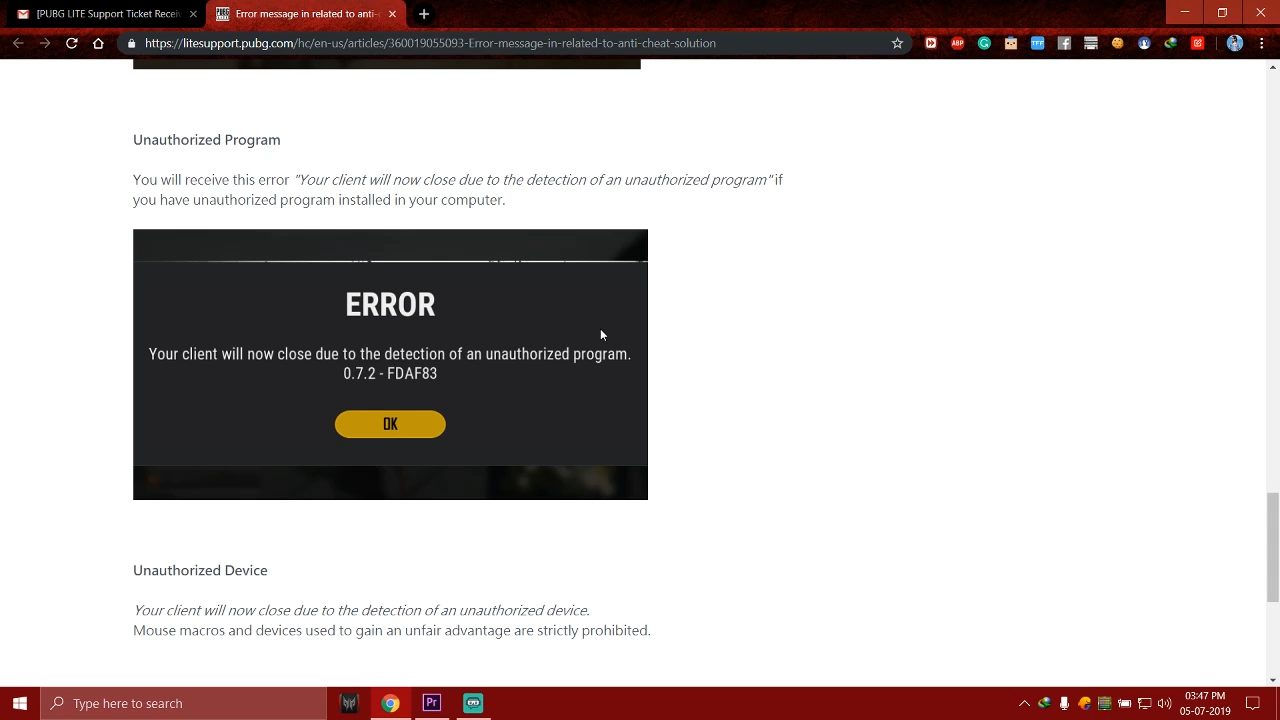 [PUBG LITE Support Ticket Receiv
Error message in related to anti-
https://litesupport.pubg.com/hc/en-us/articles/360019055093-Error-message-in-related-to-anti-cheat-solution
ABP
TFF
Unauthorized Program
You will receive this error "Your client will now close due to the detection of an unauthorized program" if
you have unauthorized program installed in your computer.
ERROR
Your client will now close due to the detection of an unauthorized program.
0.7.2 - FDAF83
OK
Unauthorized Device
Your client will now close due to the detection of an unauthorized device.
Mouse macros and devices used to gain an unfair advantage are strictly prohibited.
Type here to search
Pr
03:47 PM
05-07-2019